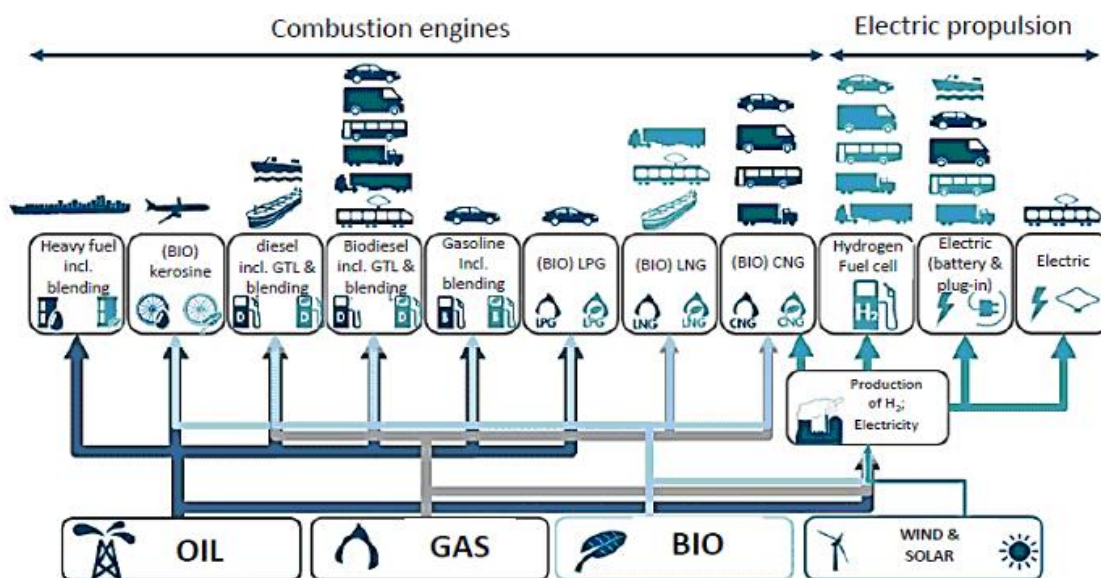 Combustion engines
Electric propulsion
Heavy fuel
incl.
blending
(BIO)
kerosine
diesel
incl. GTL &
blending
D
D
Biodiesel
incl. GTL &
blending
D
D
Gasoline
Incl.
blending
(BIO) LPG
LPG
LPG
(BIO) LNG
LNG
LNG
(BIO) CNG
CNG
CNG
Hydrogen
Fuel cell
H2
Electric
(battery &
plug-in)
Electric
Production
of H₂;
Electricity
OIL
GAS
BIO
WIND &
SOLAR